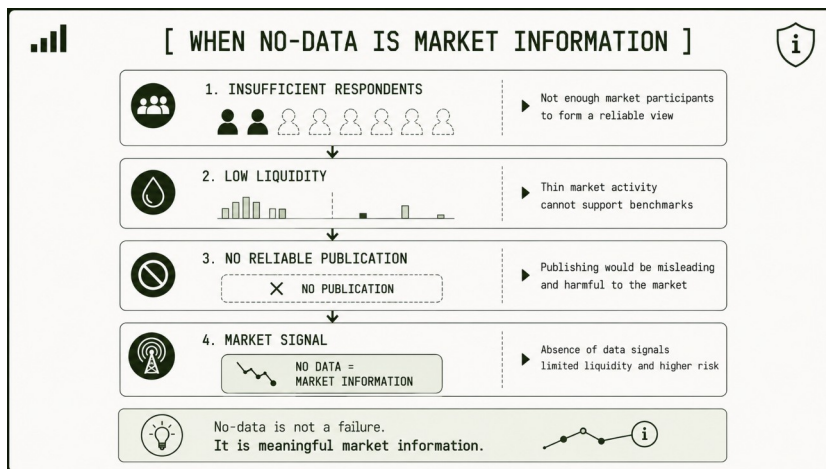 [ WHEN NO-DATA IS MARKET INFORMATION ]
i
1. INSUFFICIENT RESPONDENTS
Not enough market participants
to form a reliable view
2. LOW LIQUIDITY
Thin market activity
cannot support benchmarks
3. NO RELIABLE PUBLICATION
NO PUBLICATION
Publishing would be misleading
and harmful to the market
4. MARKET SIGNAL
NO DATA =
MARKET INFORMATION
Absence of data signals
limited liquidity and higher risk
No-data is not a failure.
It is meaningful market information.
i